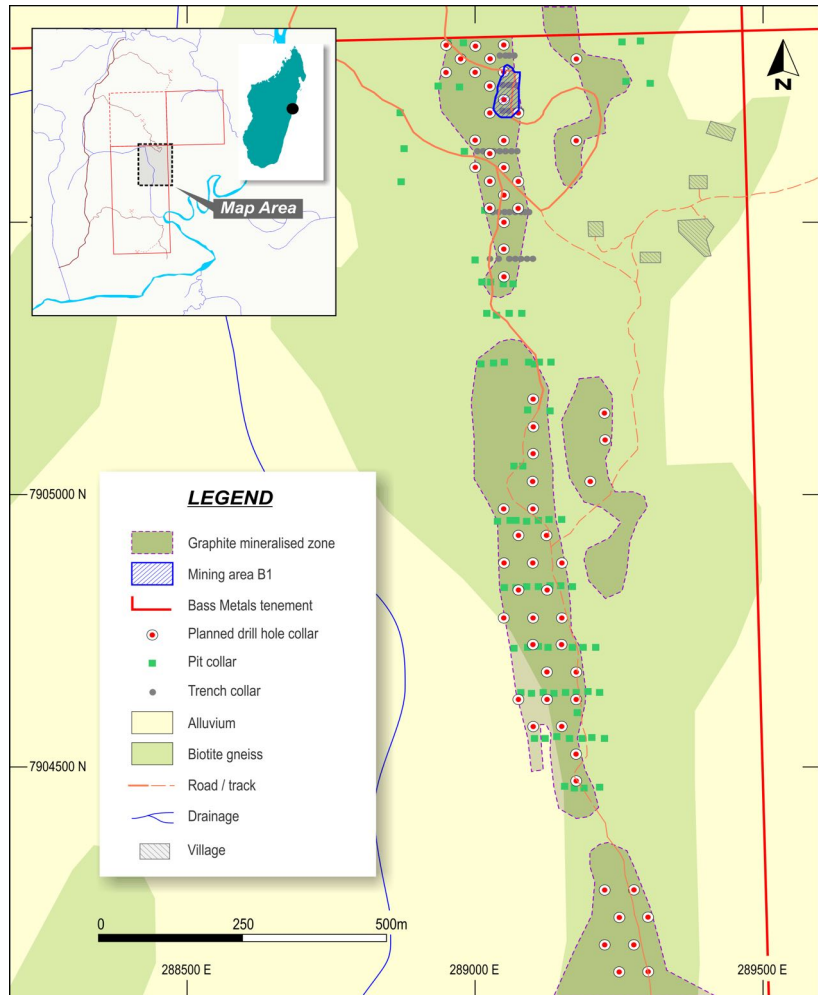 Map Area
N
LEGEND
Graphite mineralised zone
Mining area B1
Bass Metals tenement
Planned drill hole collar
Pit collar
Trench collar
Alluvium
Biotite gneiss
Road / track
Drainage
Village
0 250 500m
7905000 N
7904500 N
288500 E 289000 E 289500 E